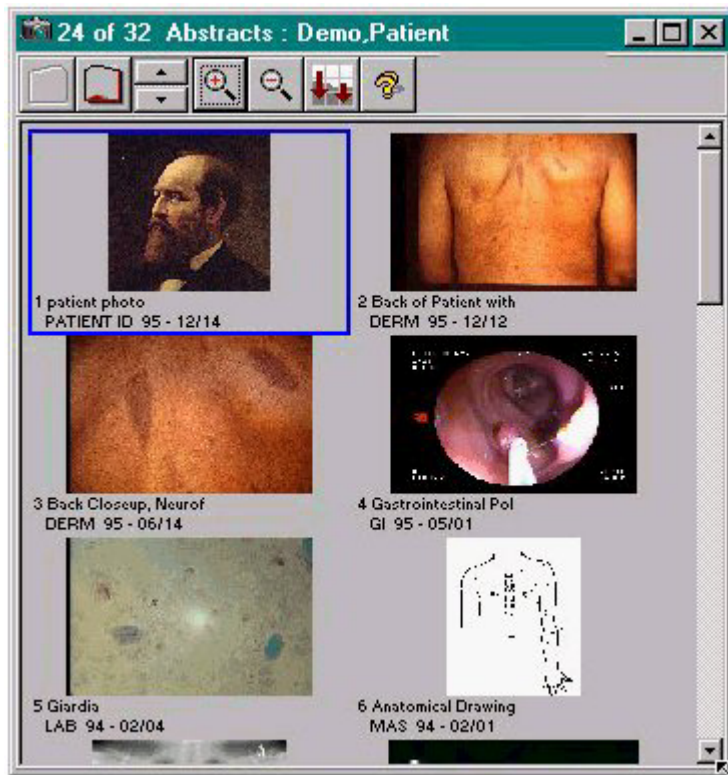 24 of 32 Abstracts : Demo,Patient
1 patient photo
PATIENT ID 95 - 12/14
2 Back of Patient with
DERM 95 - 12/12
3 Back Closeup, Neurof
DERM 95 - 06/14
4 Gastrointestinal Pol
GI 95 - 05/01
5 Giardia
LAB 94 - 02/04
6 Anatomical Drawing
MAS 94 - 02/01